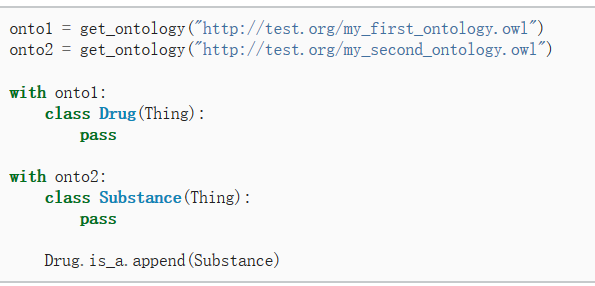 onto1 = get_ontology("http://test.org/my_first_ontology.owl")
onto2 = get_ontology("http://test.org/my_second_ontology.owl")

with onto1:
    class Drug(Thing):
        pass

with onto2:
    class Substance(Thing):
        pass

    Drug.is_a.append(Substance)